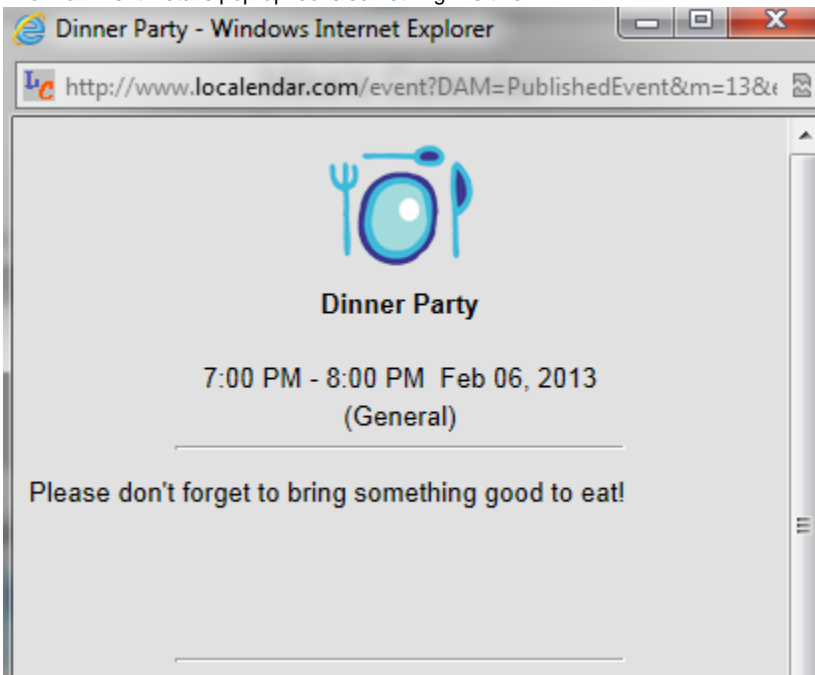 Dinner Party - Windows Internet Explorer
http://www.localendar.com/event?DAM=PublishedEvent&m=13&e
Dinner Party
7:00 PM - 8:00 PM Feb 06, 2013
(General)
Please don't forget to bring something good to eat!